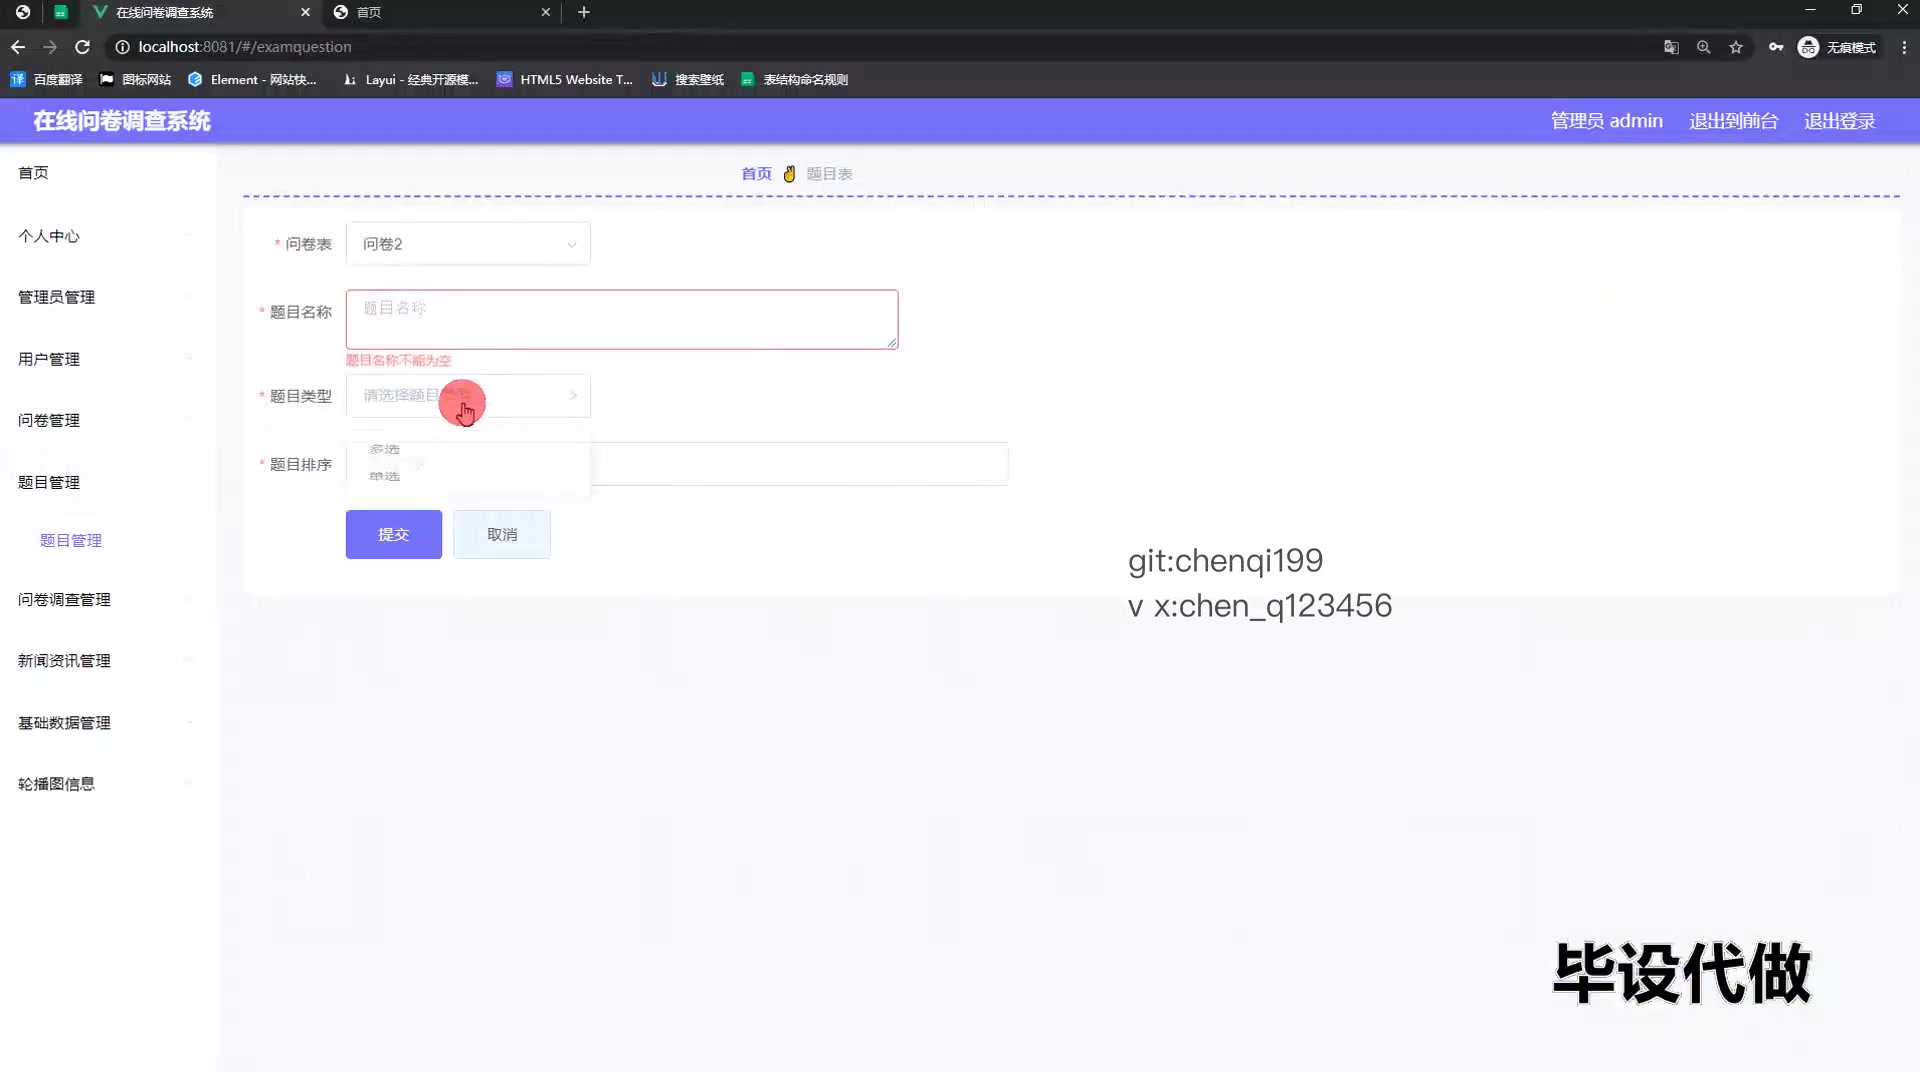 在线问卷调查系统
首页
localhost:8081/#/examquestion
无痕模式
百度翻译
图标网站
Element - 网站快...
Layui - 经典开源模...
HTML5 Website T...
搜索壁纸
表结构命名规则
在线问卷调查系统
管理员 admin
退出到前台
退出登录
首页
个人中心
管理员管理
用户管理
问卷管理
题目管理
题目管理
问卷调查管理
新闻资讯管理
基础数据管理
轮播图信息
首页 ✌ 题目表
* 问卷表 问卷2
* 题目名称 题目名称
题目名称不能为空
* 题目类型 请选择题目类型
多选
* 题目排序
单选
提交 取消
git:chenqi199
v x:chen_q123456
毕设代做